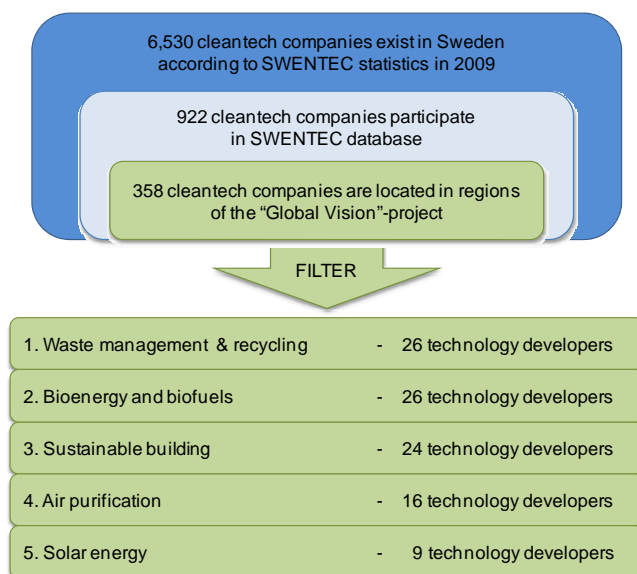 6,530 cleantech companies exist in Sweden
according to SWENTEC statistics in 2009
922 cleantech companies participate
in SWENTEC database
358 cleantech companies are located in regions
of the “Global Vision”-project
FILTER
1. Waste management & recycling - 26 technology developers
2. Bioenergy and biofuels - 26 technology developers
3. Sustainable building - 24 technology developers
4. Air purification - 16 technology developers
5. Solar energy - 9 technology developers